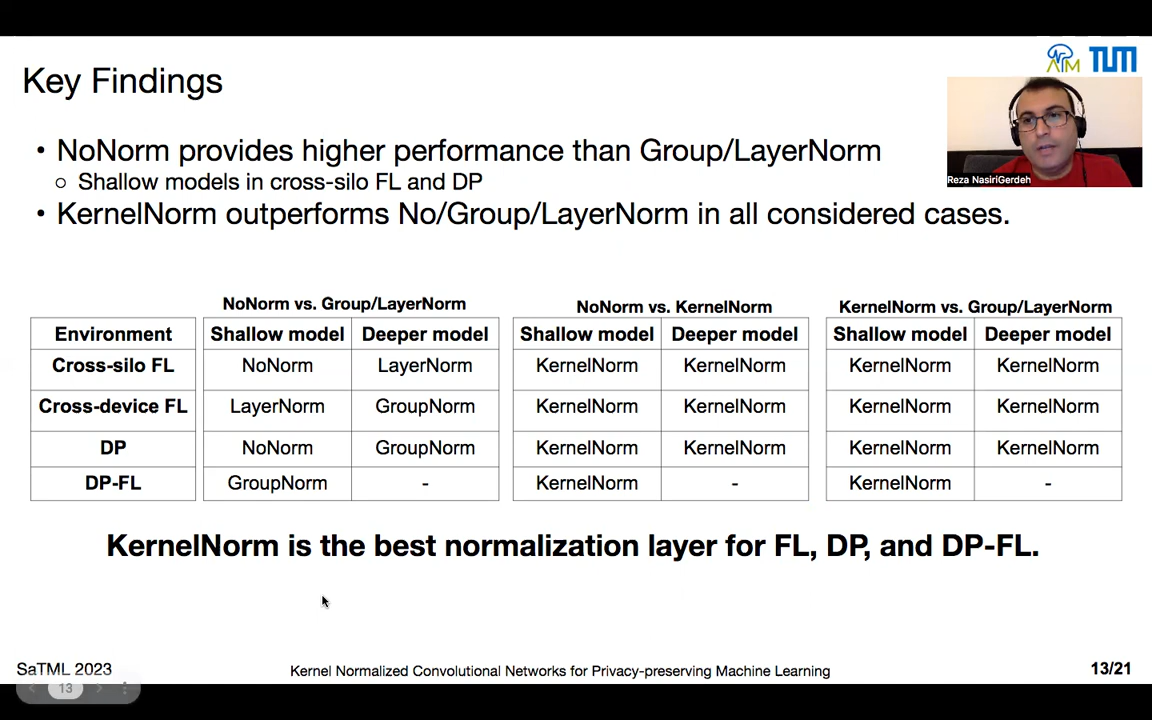 Key Findings
ATM TUM
Reza NasiriGerdeh
• NoNorm provides higher performance than Group/LayerNorm
○ Shallow models in cross-silo FL and DP
• KernelNorm outperforms No/Group/LayerNorm in all considered cases.
NoNorm vs. Group/LayerNorm NoNorm vs. KernelNorm KernelNorm vs. Group/LayerNorm
Environment Shallow model Deeper model Shallow model Deeper model Shallow model Deeper model
Cross-silo FL NoNorm LayerNorm KernelNorm KernelNorm KernelNorm KernelNorm
Cross-device FL LayerNorm GroupNorm KernelNorm KernelNorm KernelNorm KernelNorm
DP NoNorm GroupNorm KernelNorm KernelNorm KernelNorm KernelNorm
DP-FL GroupNorm - KernelNorm - KernelNorm -
KernelNorm is the best normalization layer for FL, DP, and DP-FL.
SaTML 2023 Kernel Normalized Convolutional Networks for Privacy-preserving Machine Learning 13/21
13